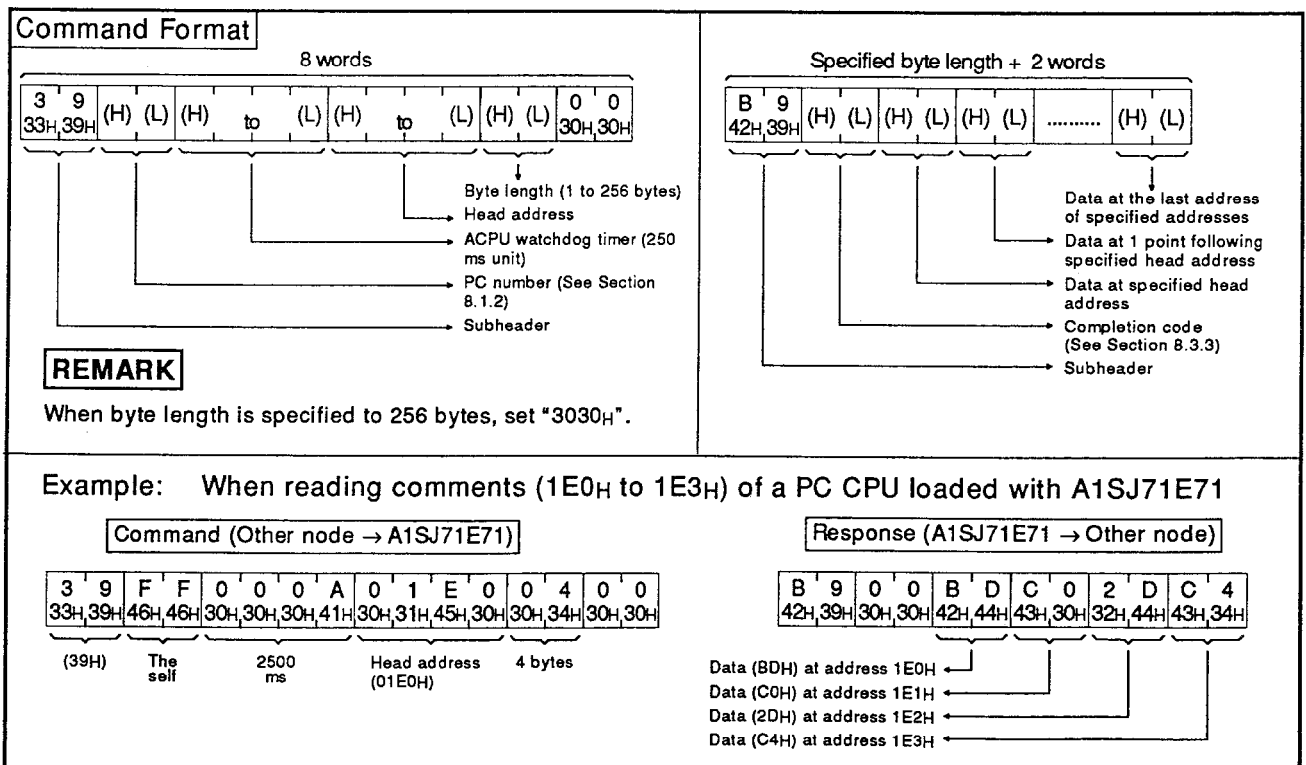 Command Format
8 words
3 9 (H) (L) (H) to (L) (H) to (L) (H) (L) 0 0
33H,39H 30H,30H
Byte length (1 to 256 bytes)
Head address
ACPU watchdog timer (250
ms unit)
PC number (See Section
8.1.2)
Subheader
REMARK
When byte length is specified to 256 bytes, set "3030H".
Specified byte length + 2 words
B 9 (H) (L) (H) (L) (H) (L) .......... (H) (L)
42H,39H
Data at the last address
of specified addresses
Data at 1 point following
specified head address
Data at specified head
address
Completion code
(See Section 8.3.3)
Subheader
Example: When reading comments (1E0H to 1E3H) of a PC CPU loaded with A1SJ71E71
Command (Other node → A1SJ71E71)
3 9 F F 0 0 0 A 0 1 E 0 0 4 0 0
33H,39H 46H,46H 30H,30H,30H,41H 30H,31H,45H,30H 30H,34H 30H,30H
(39H) The 2500 Head address 4 bytes
self ms (01E0H)
Response (A1SJ71E71 → Other node)
B 9 0 0 B D C 0 2 D C 4
42H,39H 30H,30H 42H,44H 43H,30H 32H,44H 43H,34H
Data (BDH) at address 1E0H
Data (C0H) at address 1E1H
Data (2DH) at address 1E2H
Data (C4H) at address 1E3H